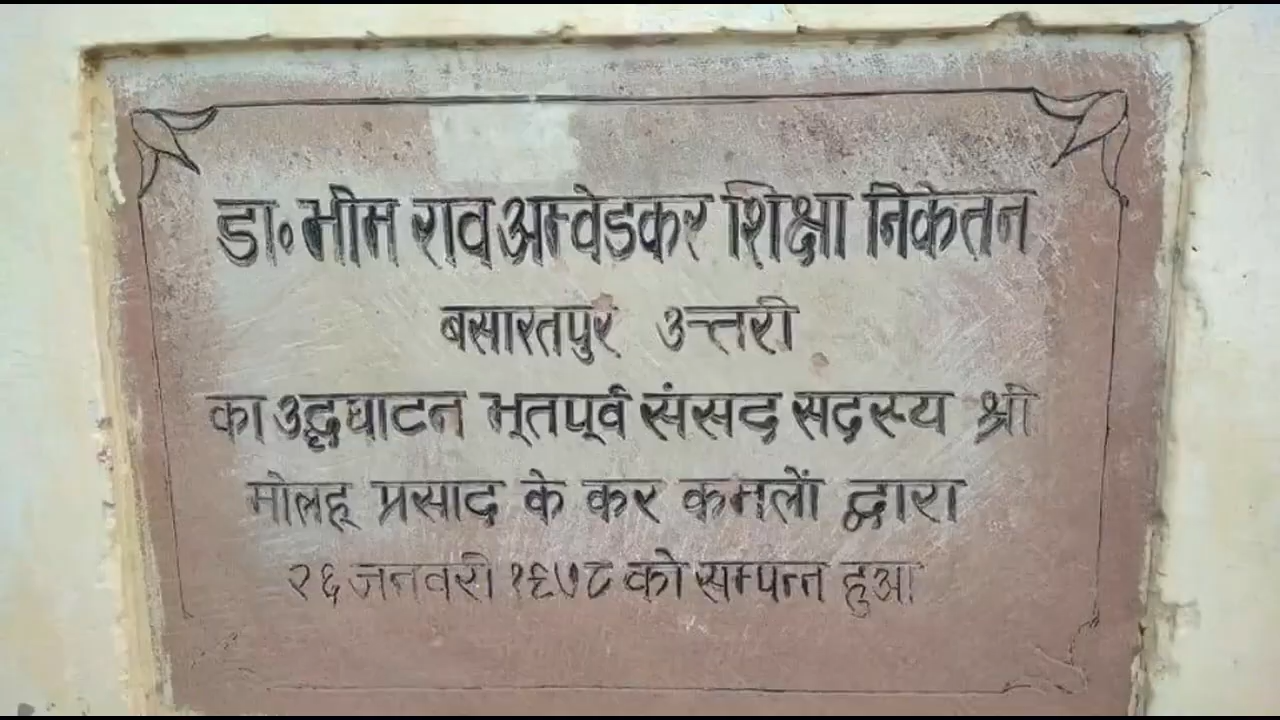 डा॰ भीम राव अम्वेडकर शिक्षा निकेतन
बसारतपुर उत्तरी
का उद्घघाटन भूतपूर्व संसद सदस्य श्री
मोलहू प्रसाद के कर कमलों द्वारा
२६ जनवरी १९७८ को सम्पन्न हुआ